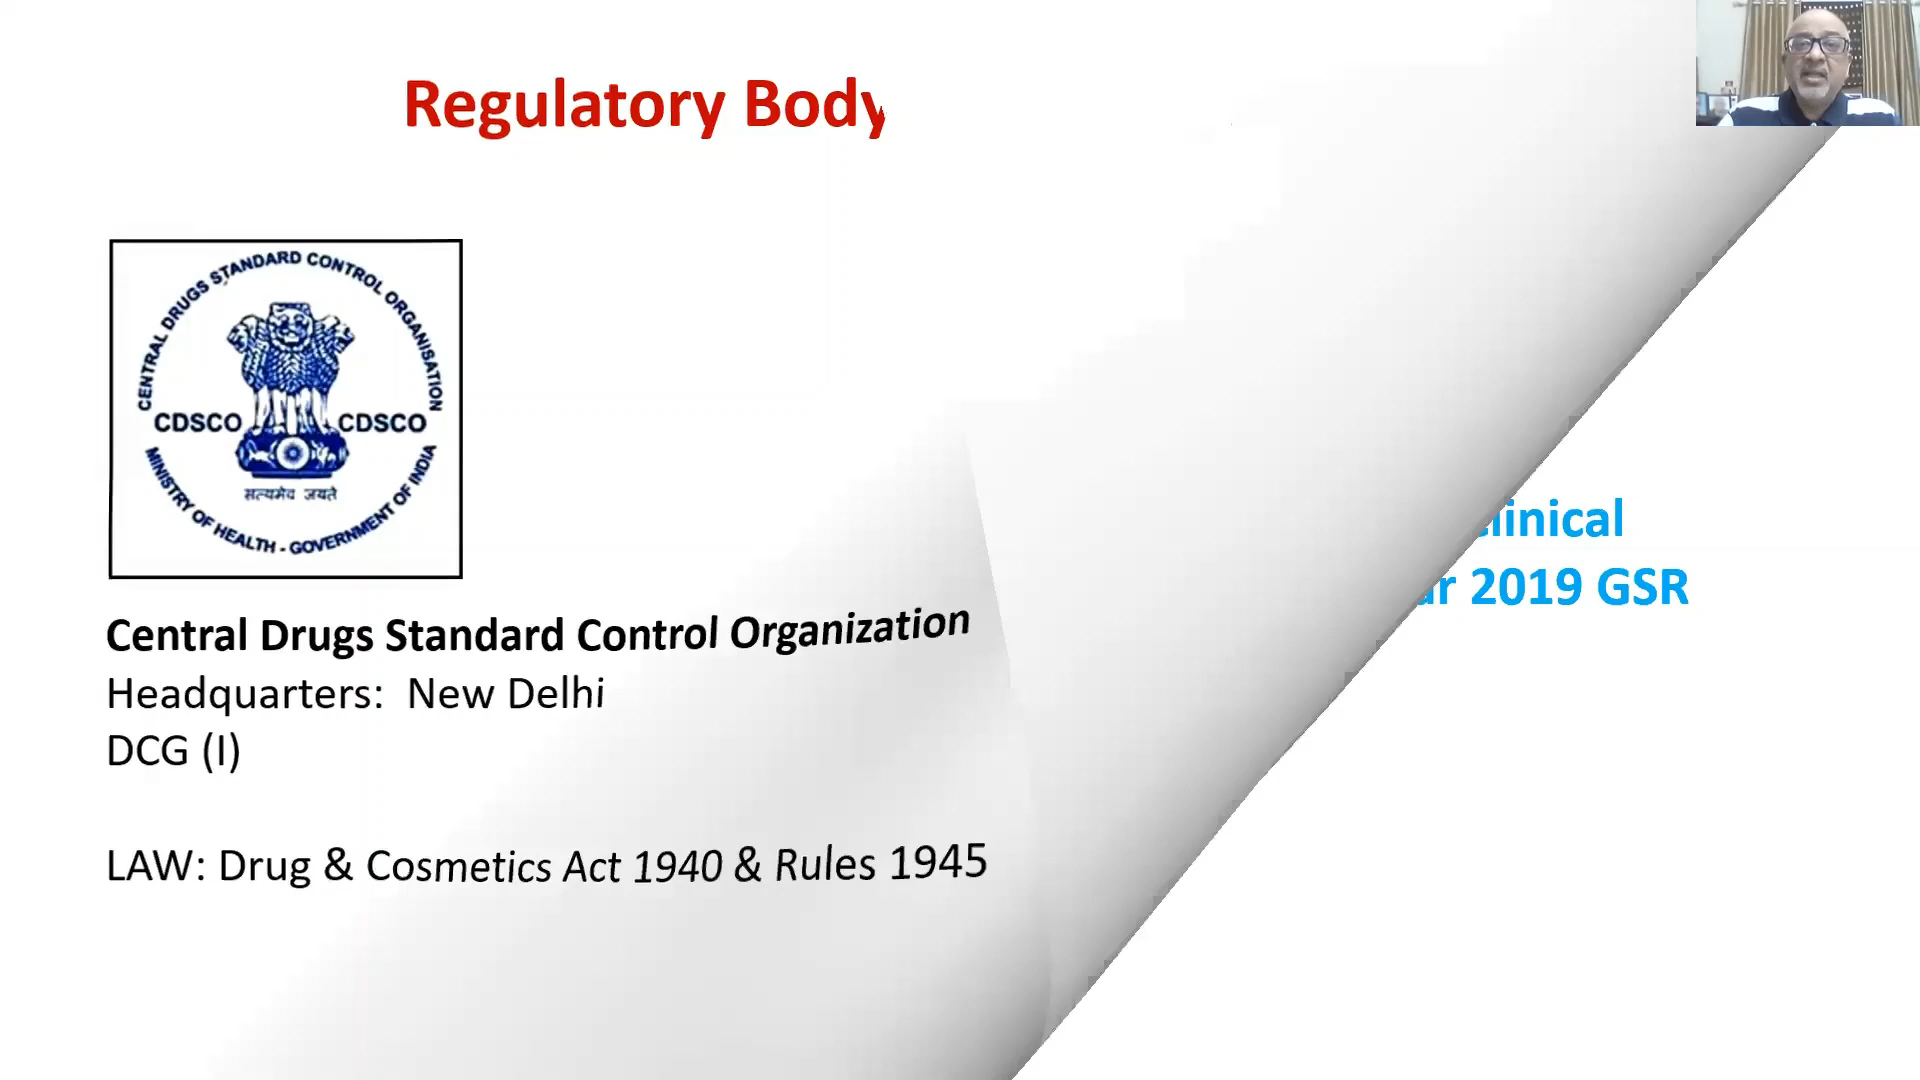 Regulatory Body
CENTRAL DRUGS STANDARD CONTROL ORGANISATION
CDSCO CDSCO
सत्यमेव जयते
MINISTRY OF HEALTH - GOVERNMENT OF INDIA
linical
2019 GSR
Central Drugs Standard Control Organization
Headquarters: New Delhi
DCG (I)
LAW: Drug & Cosmetics Act 1940 & Rules 1945